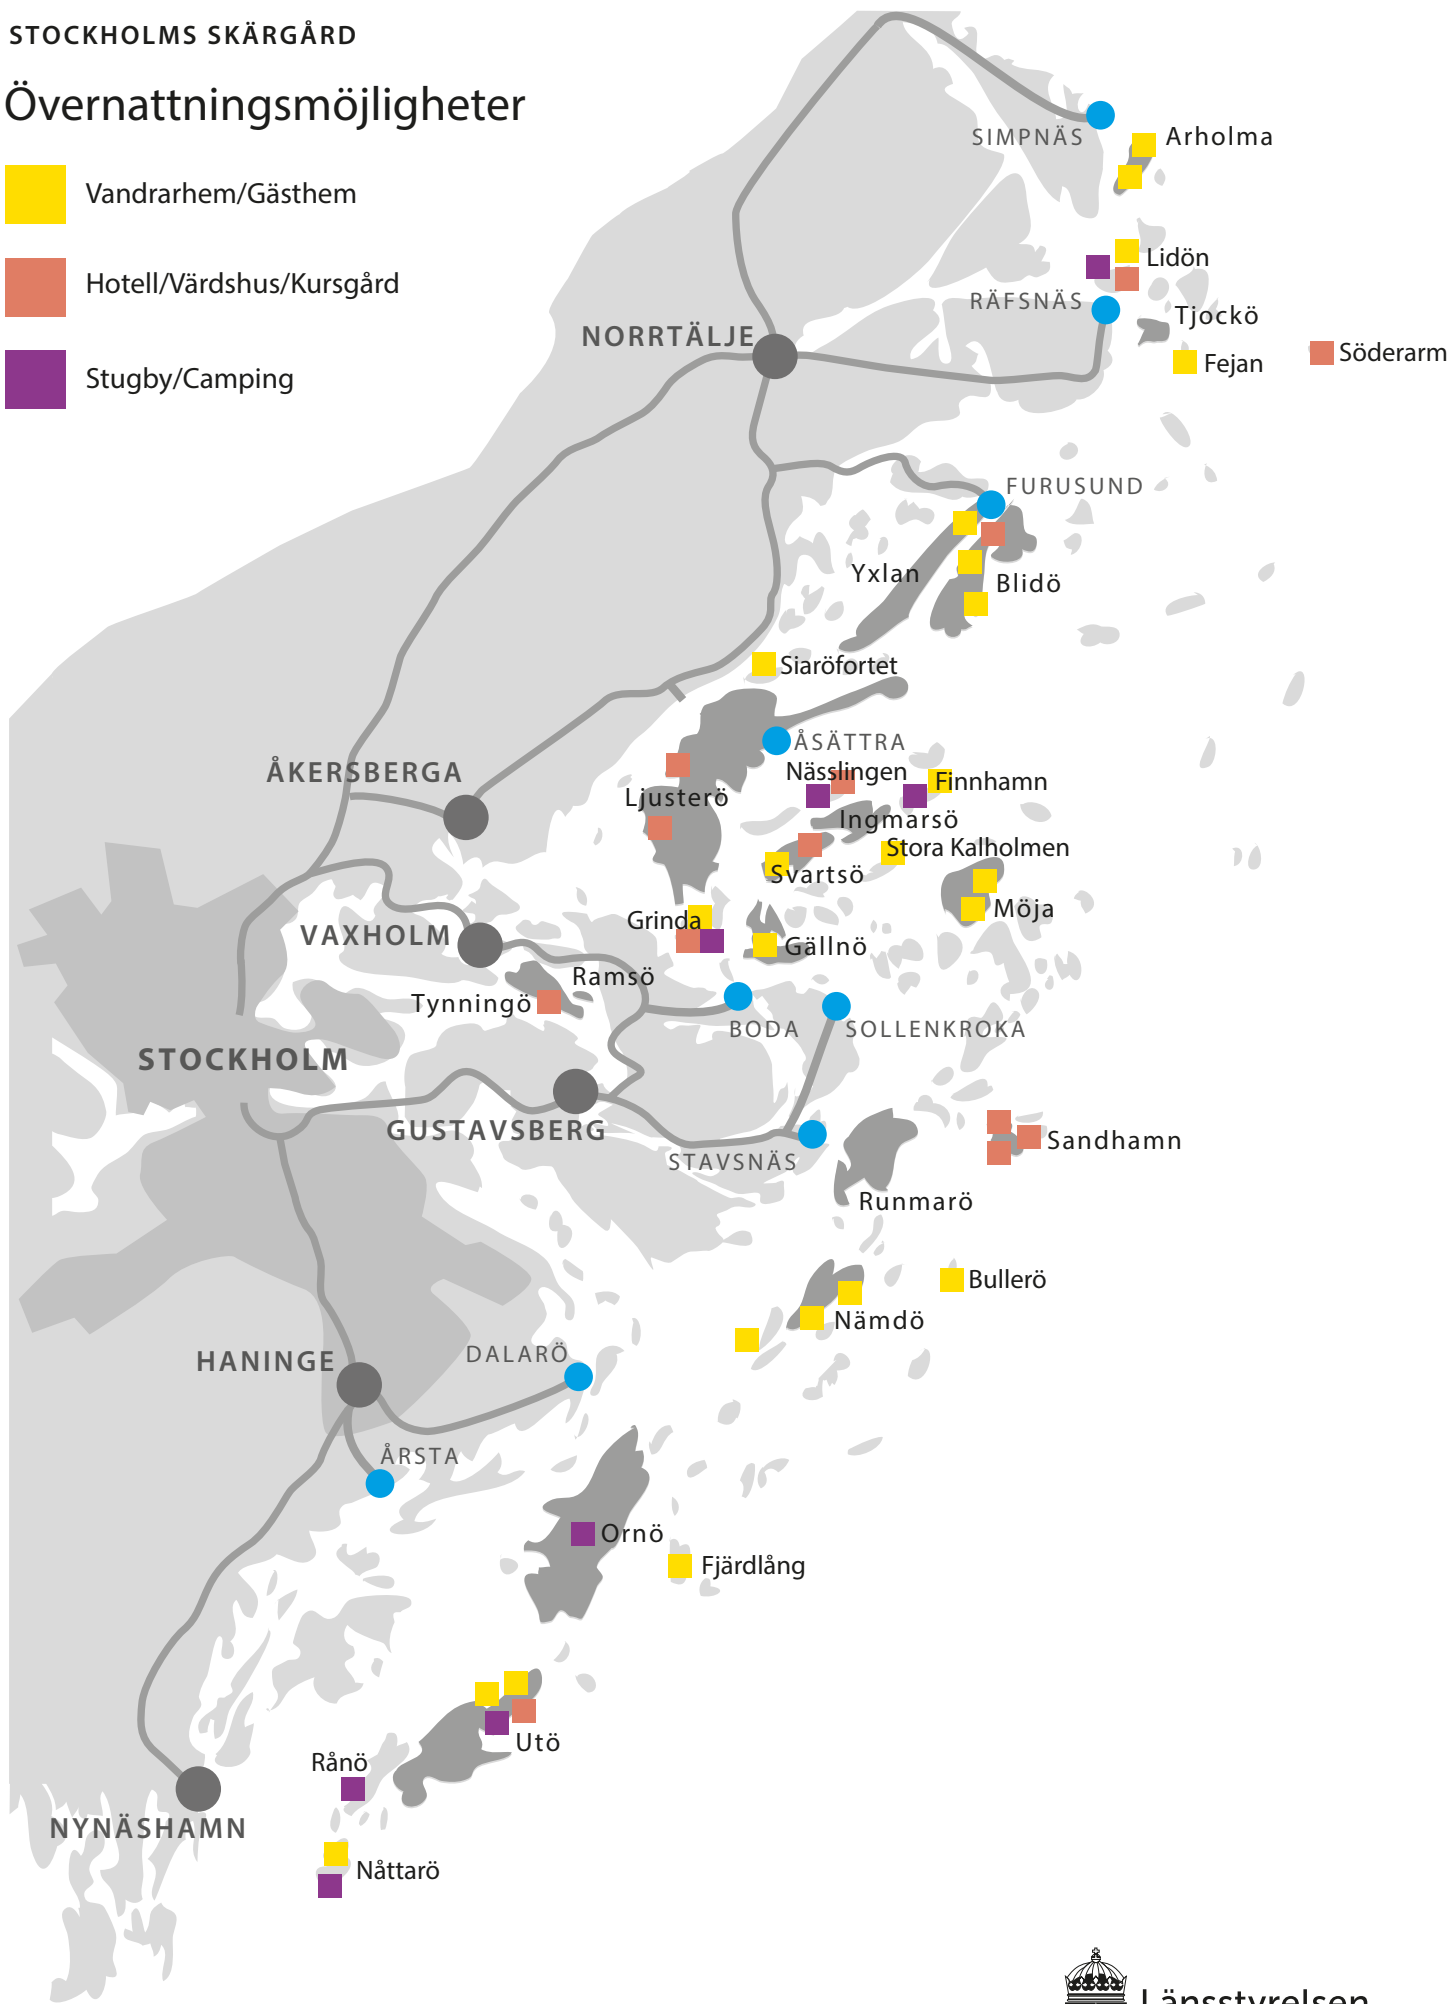 STOCKHOLMS SKÄRGÅRD
Övernattningsmöjligheter
Vandrarhem/Gästhem
Hotell/Värdshus/Kursgård
Stugby/Camping
SIMPNÄS
Arholma
Lidön
RÄFSNÄS
Tjockö
NORRTÄLJE
Söderarm
Fejan
FURUSUND
Yxlan
Blidö
Siaröfortet
ÅSÄTTRA
ÅKERSBERGA
Nässlingen
Finnhamn
Ljusterö
Ingmarsö
Stora Kalholmen
Svartsö
Möja
Grinda
VAXHOLM
Gällnö
Ramsö
Tynningö
BODA
SOLLENKROKA
STOCKHOLM
GUSTAVSBERG
Sandhamn
STAVSNÄS
Runmarö
Bullerö
Nämdö
DALARÖ
HANINGE
ÅRSTA
Ornö
Fjärdlång
Utö
Rånö
NYNÄSHAMN
Nåttarö
Länsstyrelsen